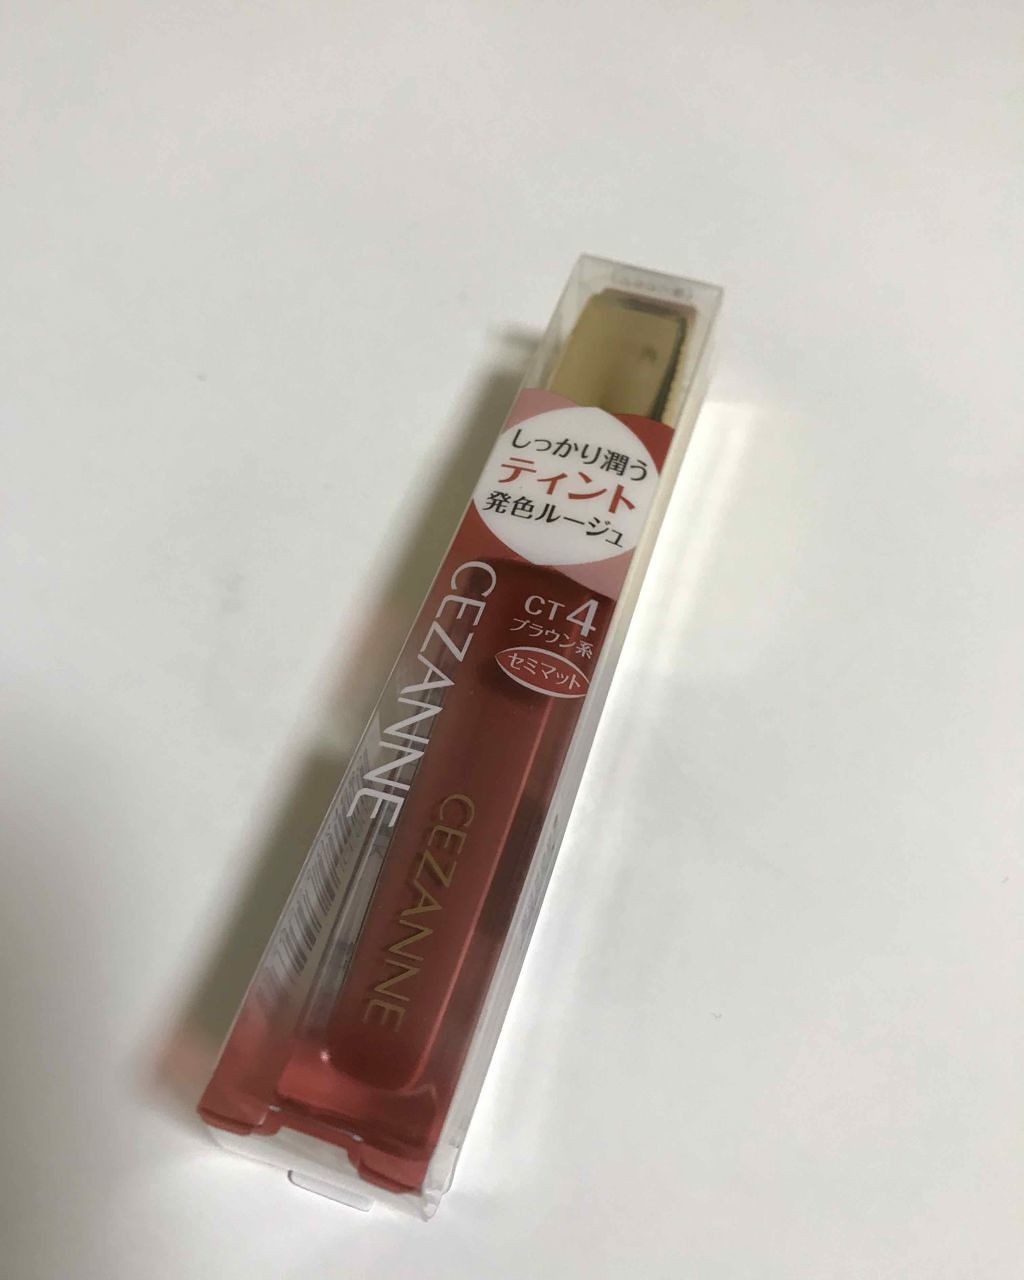 しっかり潤う
ティント
発色ルージュ
CT 4
ブラウン系
セミマット
CEZANNE
CEZANNE